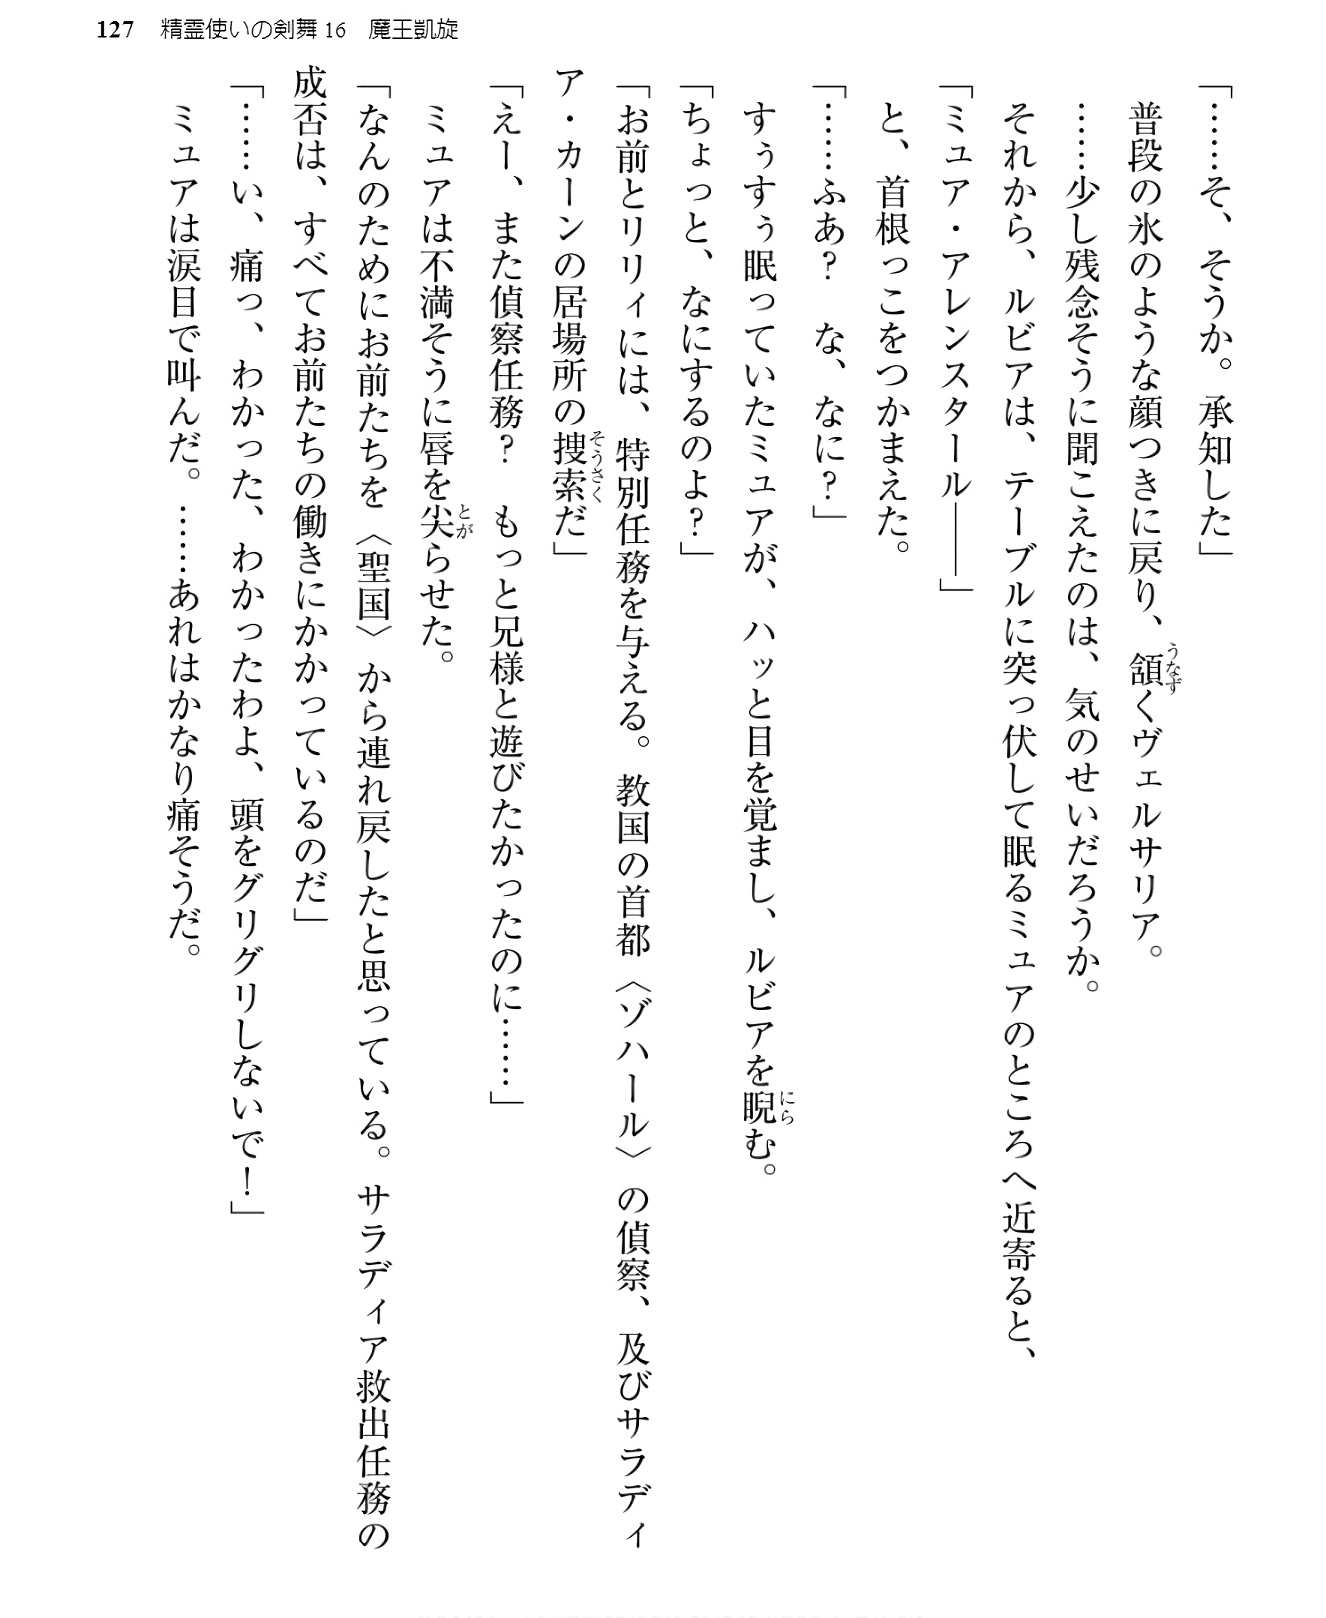 127 精霊使いの剣舞16 魔王凱旋
「……そ、そうか。承知した」
普段の氷のような顔つきに戻り、頷くヴェルサリア。
……少し残念そうに聞こえたのは、気のせいだろうか。
それから、ルビアは、テーブルに突っ伏して眠るミュアのところへ近寄ると、
「ミュア・アレンスタール――」
と、首根っこをつかまえた。
「……ふあ？　な、なに？」
すぅすぅ眠っていたミュアが、ハッと目を覚まし、ルビアを睨む。
「ちょっと、なにするのよ？」
「お前とリリィには、特別任務を与える。教国の首都〈ゾハール〉の偵察、及びサラディ
ア・カーンの居場所の捜索だ」
「えー、また偵察任務？　もっと兄様と遊びたかったのに……」
ミュアは不満そうに唇を尖らせた。
「なんのためにお前たちを〈聖国〉から連れ戻したと思っている。サラディア救出任務の
成否は、すべてお前たちの働きにかかっているのだ」
「……い、痛っ、わかった、わかったわよ、頭をグリグリしないで！」
ミュアは涙目で叫んだ。……あれはかなり痛そうだ。